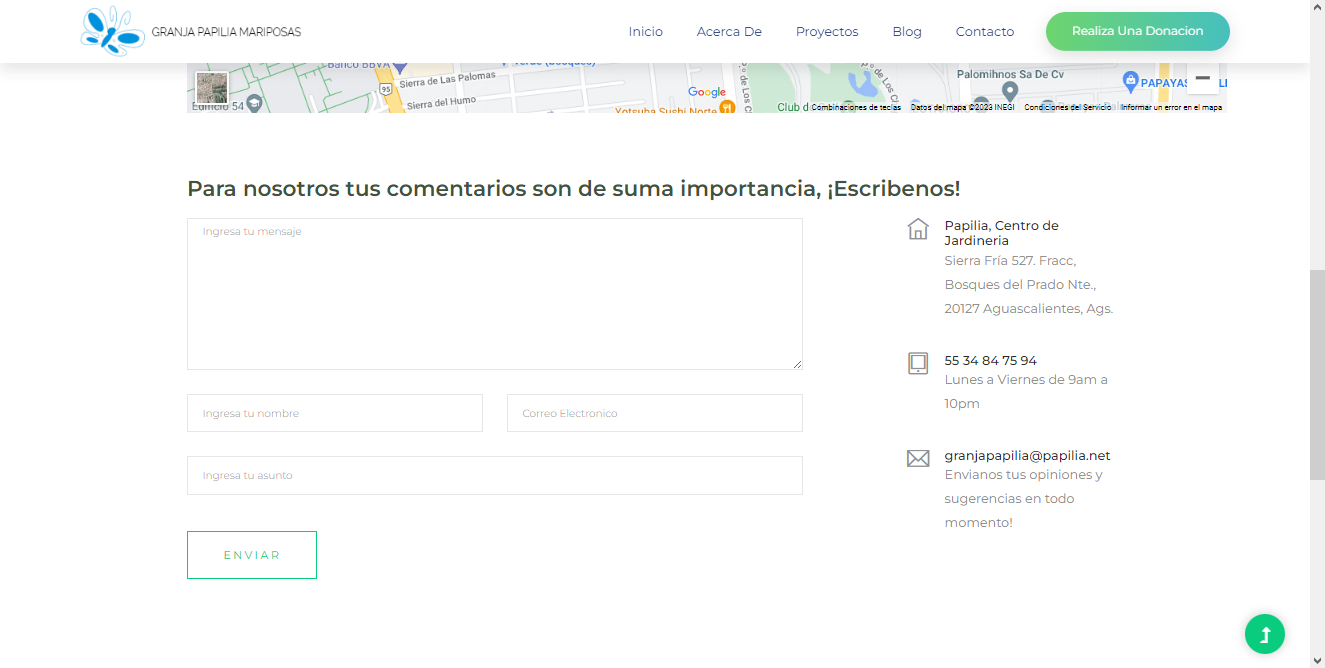 GRANJA PAPILIA MARIPOSAS
Inicio
Acerca De
Proyectos
Blog
Contacto
Realiza Una Donacion
Banco BBVA
Sierra de Las Palomas
95
Sierra del Humo
Edificio 54
Google
Yotsuba Sushi Norte
Club d
Palomihnos Sa De Cv
PAPAYAS
Combinaciones de teclas
Datos del mapa ©2023 INEGI
Condiciones del Servicio
Informar un error en el mapa
Para nosotros tus comentarios son de suma importancia, ¡Escribenos!
Ingresa tu mensaje
Ingresa tu nombre
Correo Electronico
Ingresa tu asunto
ENVIAR
Papilia, Centro de
Jardineria
Sierra Fría 527. Fracc,
Bosques del Prado Nte.,
20127 Aguascalientes, Ags.
55 34 84 75 94
Lunes a Viernes de 9am a
10pm
granjapapilia@papilia.net
Envianos tus opiniones y
sugerencias en todo
momento!